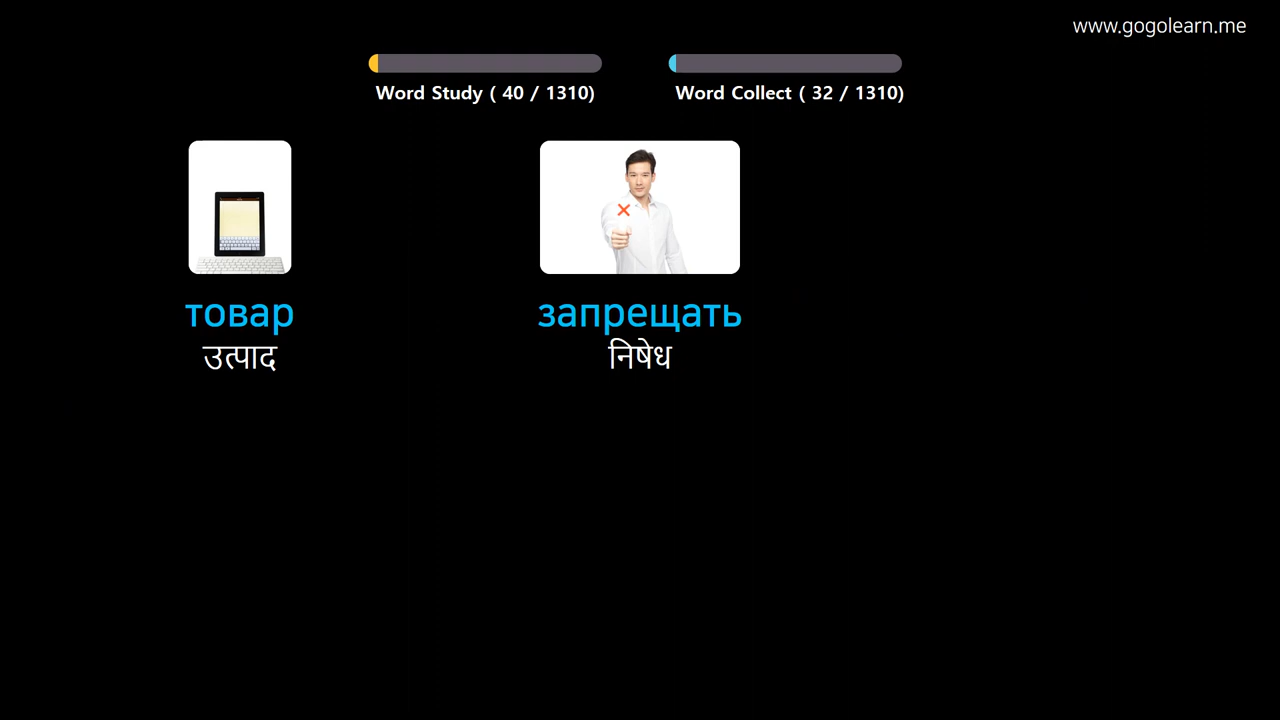 www.gogolearn.me
Word Study ( 40 / 1310)
Word Collect ( 32 / 1310)
товар
उत्पाद
запрещать
निषेध